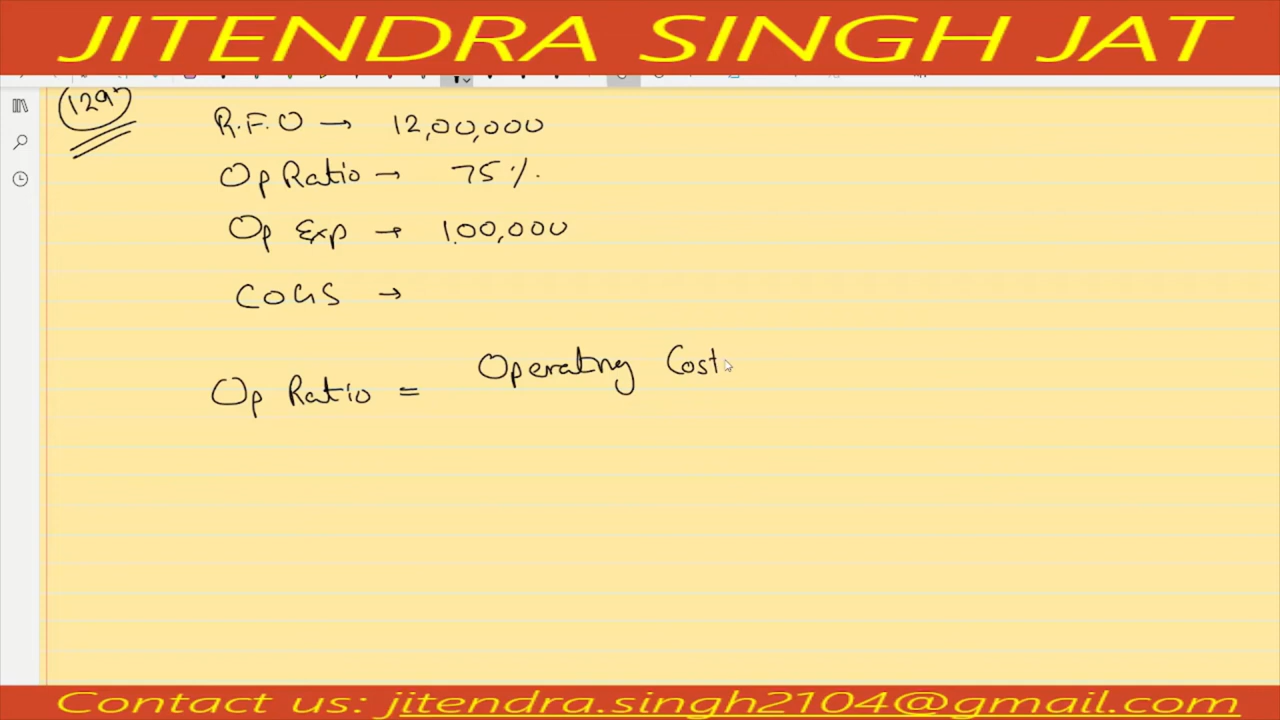 JITENDRA SINGH JAT
R.F.O → 12,00,000
Op Ratio → 75%
Op Exp → 1,00,000
COGS →
Op Ratio = Operating Cost
Contact us: jitendra.singh2104@gmail.com